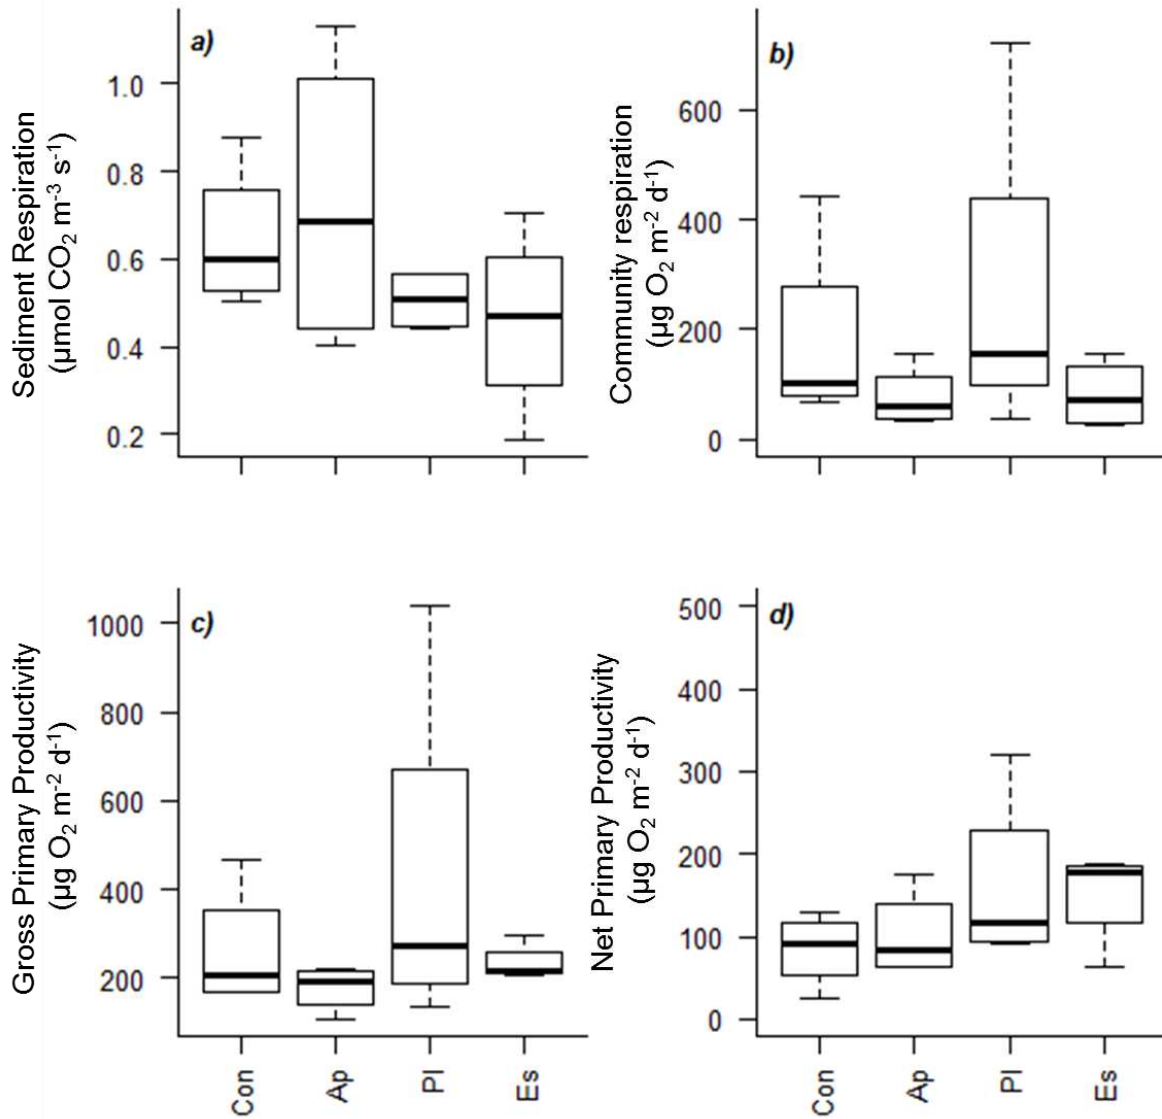 a)
Sediment Respiration
(µmol CO₂ m⁻³ s⁻¹)
1.0
0.8
0.6
0.4
0.2
b)
Community respiration
(µg O₂ m⁻² d⁻¹)
600
400
200
0
c)
Gross Primary Productivity
(µg O₂ m⁻² d⁻¹)
1000
800
600
400
200
Con
Ap
Pl
Es
d)
Net Primary Productivity
(µg O₂ m⁻² d⁻¹)
500
400
300
200
100
0
Con
Ap
Pl
Es